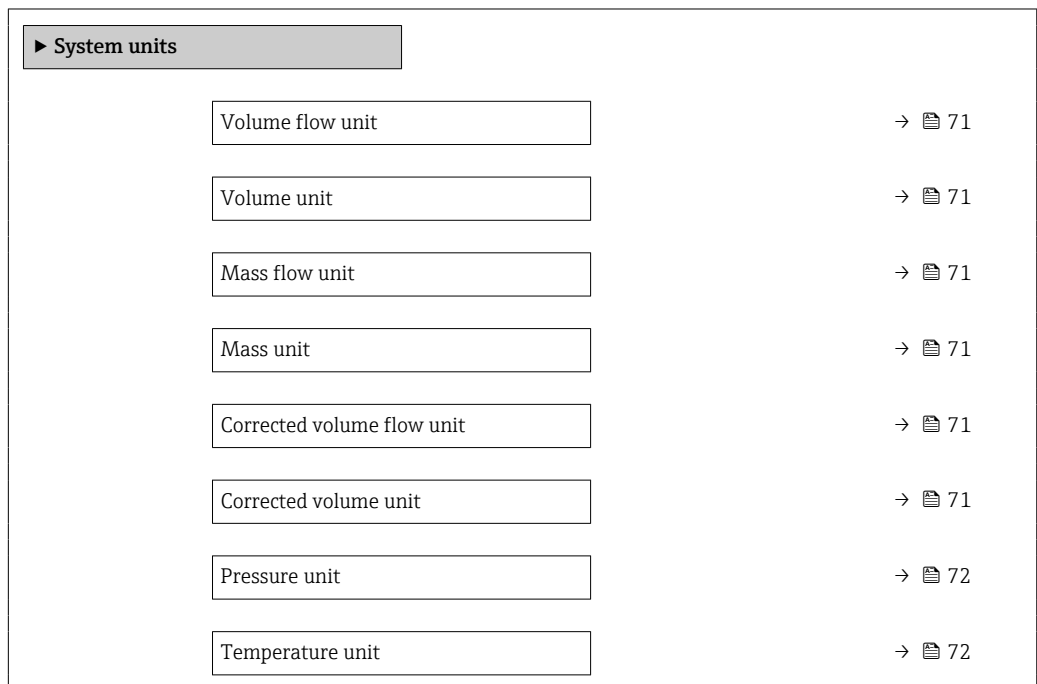 ▶ System units
Volume flow unit → 71
Volume unit → 71
Mass flow unit → 71
Mass unit → 71
Corrected volume flow unit → 71
Corrected volume unit → 71
Pressure unit → 72
Temperature unit → 72